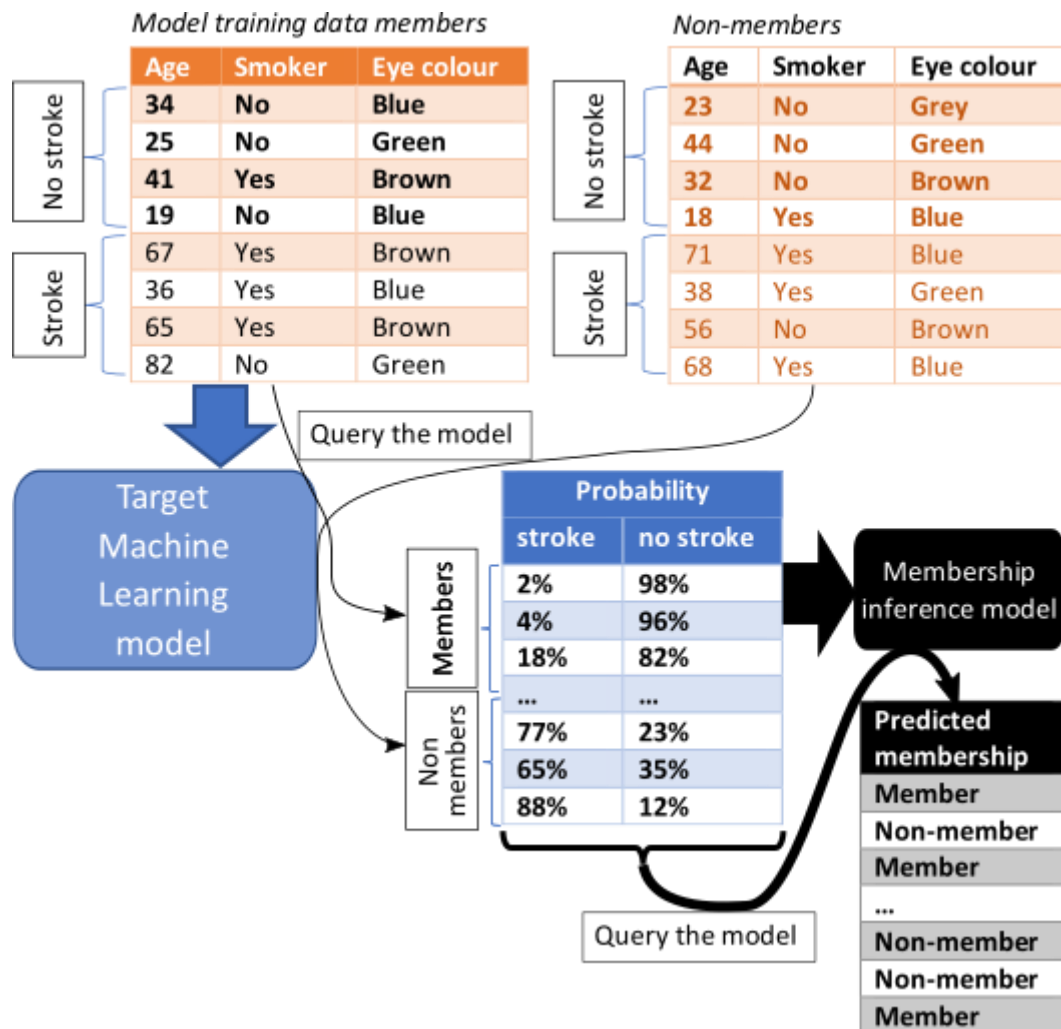 Model training data members
Age Smoker Eye colour
No stroke
34 No Blue
25 No Green
41 Yes Brown
19 No Blue
Stroke
67 Yes Brown
36 Yes Blue
65 Yes Brown
82 No Green
Non-members
Age Smoker Eye colour
No stroke
23 No Grey
44 No Green
32 No Brown
18 Yes Blue
Stroke
71 Yes Blue
38 Yes Green
56 No Brown
68 Yes Blue
Query the model
Target
Machine
Learning
model
Probability
stroke no stroke
Members
2% 98%
4% 96%
18% 82%
... ...
Non
members
77% 23%
65% 35%
88% 12%
Membership
inference model
Query the model
Predicted
membership
Member
Non-member
Member
...
Non-member
Non-member
Member